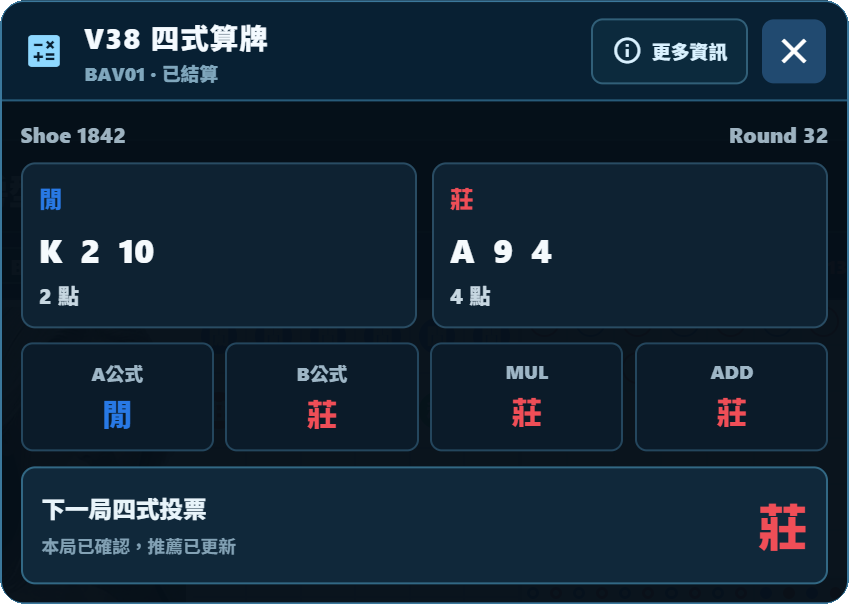 V38 四式算牌
BAV01 · 已結算
更多資訊
Shoe 1842
Round 32
閒
K 2 10
2 點
莊
A 9 4
4 點
A公式
閒
B公式
莊
MUL
莊
ADD
莊
下一局四式投票
本局已確認，推薦已更新
莊